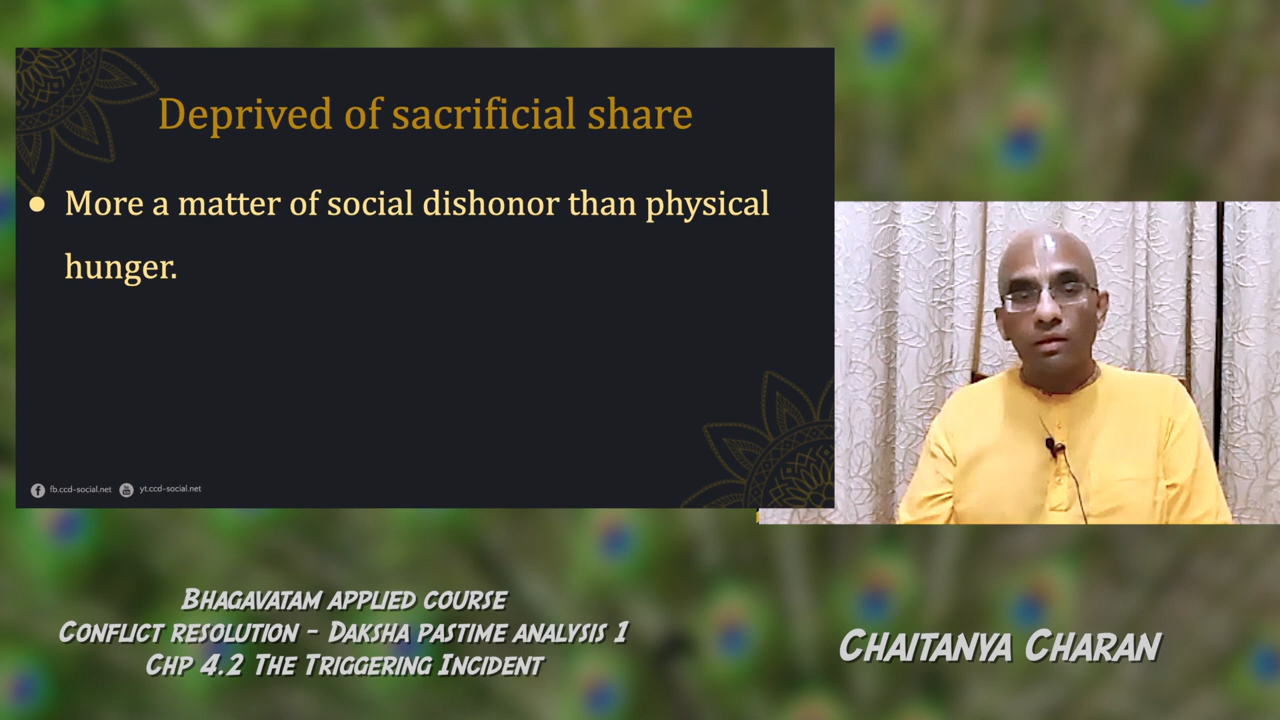 Deprived of sacrificial share
● More a matter of social dishonor than physical
hunger.
fb.ccd-social.net yt.ccd-social.net
Bhagavatam applied course
Conflict resolution - Daksha pastime analysis 1
Chp 4.2 The Triggering Incident
Chaitanya Charan